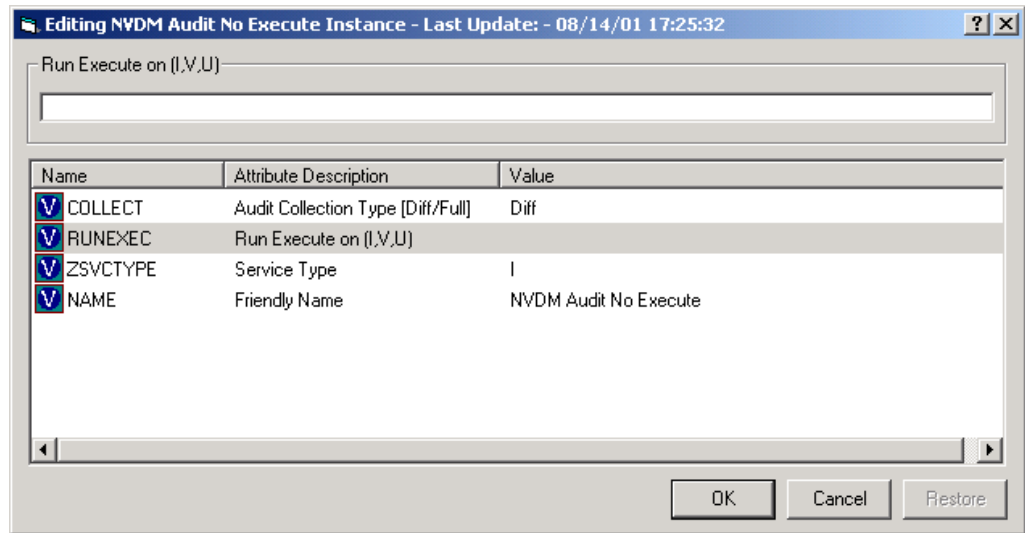 Editing NVDM Audit No Execute Instance - Last Update: - 08/14/01 17:25:32
Run Execute on (I,V,U)
Name Attribute Description Value
V COLLECT Audit Collection Type [Diff/Full] Diff
V RUNEXEC Run Execute on (I,V,U)
V ZSVCTYPE Service Type I
V NAME Friendly Name NVDM Audit No Execute
OK Cancel Restore